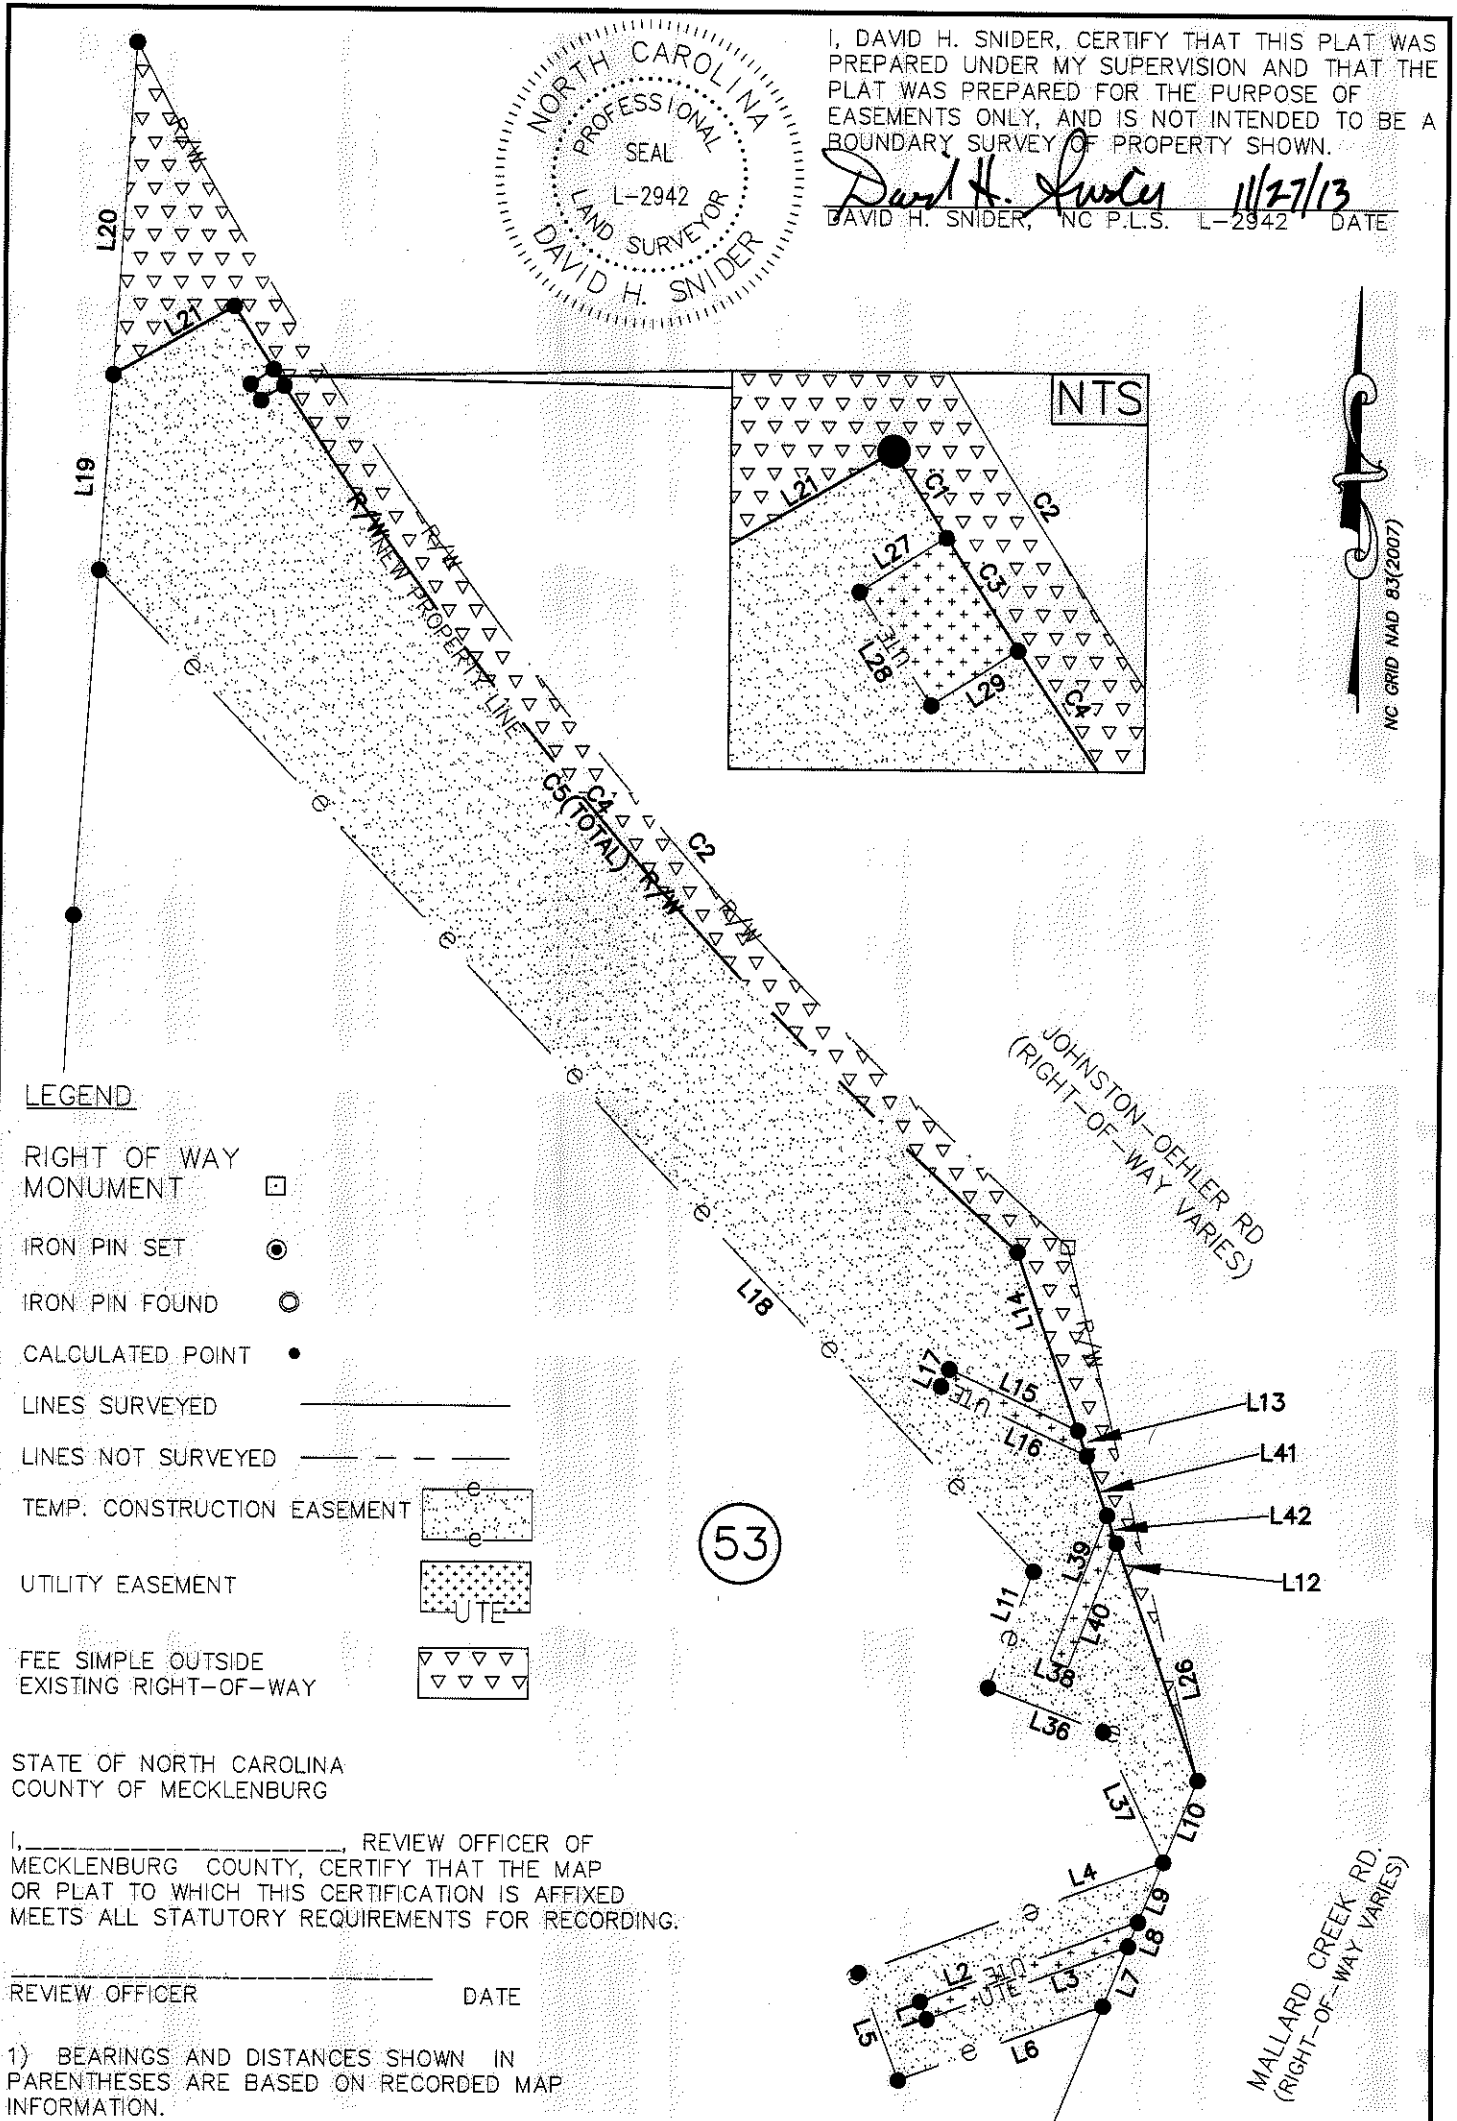 I, DAVID H. SNIDER, CERTIFY THAT THIS PLAT WAS
PREPARED UNDER MY SUPERVISION AND THAT THE
PLAT WAS PREPARED FOR THE PURPOSE OF
EASEMENTS ONLY, AND IS NOT INTENDED TO BE A
BOUNDARY SURVEY OF PROPERTY SHOWN.
David H. Snider 11/27/13
DAVID H. SNIDER, NC P.L.S. L-2942 DATE
NORTH CAROLINA
PROFESSIONAL
SEAL
L-2942
LAND SURVEYOR
DAVID H. SNIDER
R/W
L20
L21
L19
NTS
L21
C1
C2
L27
C3
UTE
L28
L29
C4
NC GRID NAD 83(2007)
R/W
R/W
NEW PROPERTY LINE
e
e
C4
C5(TOTAL)
C2
R/W
R/W
e
e
e
L18
e
e
JOHNSTON-OEHLER RD
(RIGHT-OF-WAY VARIES)
L14
R/W
L17
L15
UTE
L16
L13
L41
L42
L12
L39
L40
L11
e
L38
L36
e
L26
L37
L10
L4
L9
e
L8
L2
UTE
L3
UTE
L7
L1
L5
e
L6
MALLARD CREEK RD.
(RIGHT-OF-WAY VARIES)
53
LEGEND
RIGHT OF WAY
MONUMENT
IRON PIN SET
IRON PIN FOUND
CALCULATED POINT
LINES SURVEYED
LINES NOT SURVEYED
TEMP. CONSTRUCTION EASEMENT
e
e
UTILITY EASEMENT
UTE
FEE SIMPLE OUTSIDE
EXISTING RIGHT-OF-WAY
STATE OF NORTH CAROLINA
COUNTY OF MECKLENBURG
I,______________________, REVIEW OFFICER OF
MECKLENBURG COUNTY, CERTIFY THAT THE MAP
OR PLAT TO WHICH THIS CERTIFICATION IS AFFIXED
MEETS ALL STATUTORY REQUIREMENTS FOR RECORDING.
REVIEW OFFICER DATE
1) BEARINGS AND DISTANCES SHOWN IN
PARENTHESES ARE BASED ON RECORDED MAP
INFORMATION.